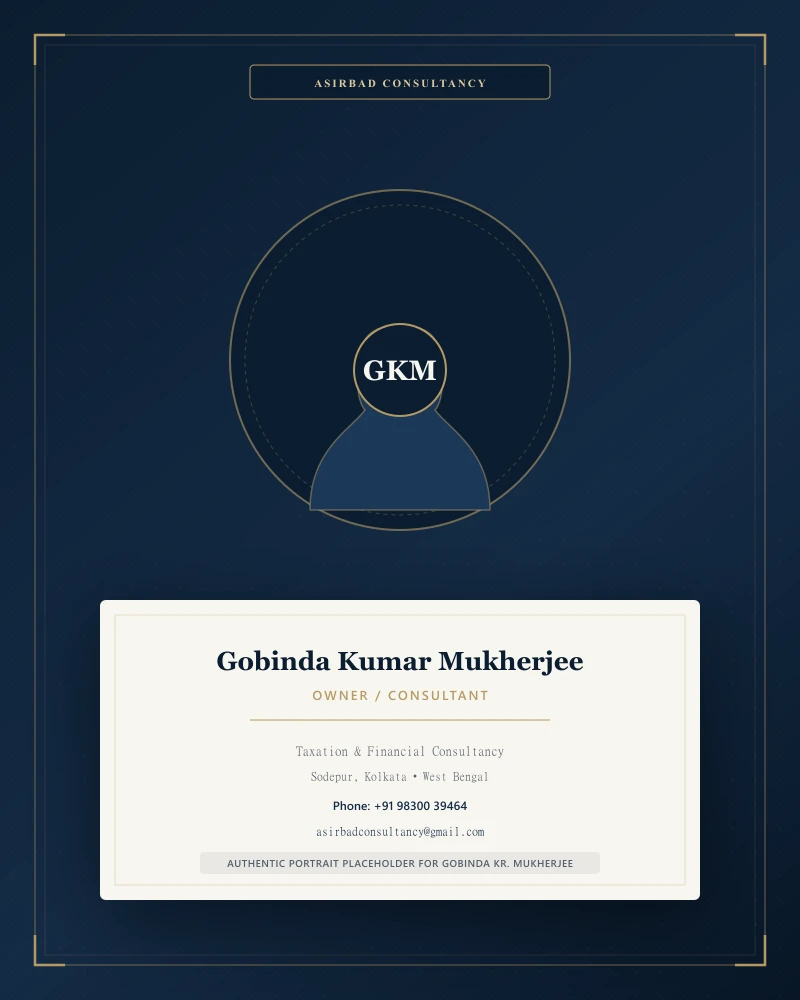 ASIRBAD CONSULTANCY
GKM
Gobinda Kumar Mukherjee
OWNER / CONSULTANT
Taxation & Financial Consultancy
Sodepur, Kolkata • West Bengal
Phone: +91 98300 39464
asirbadconsultancy@gmail.com
AUTHENTIC PORTRAIT PLACEHOLDER FOR GOBINDA KR. MUKHERJEE